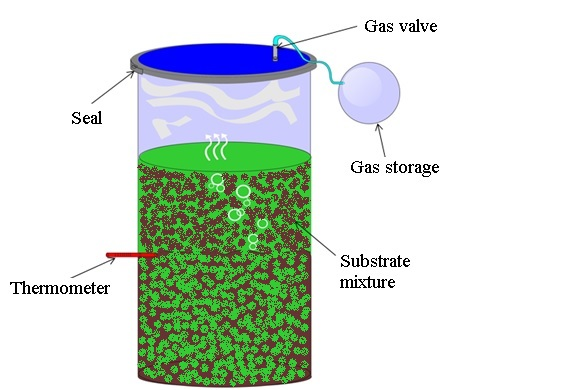 Gas valve
Seal
Gas storage
Substrate
mixture
Thermometer